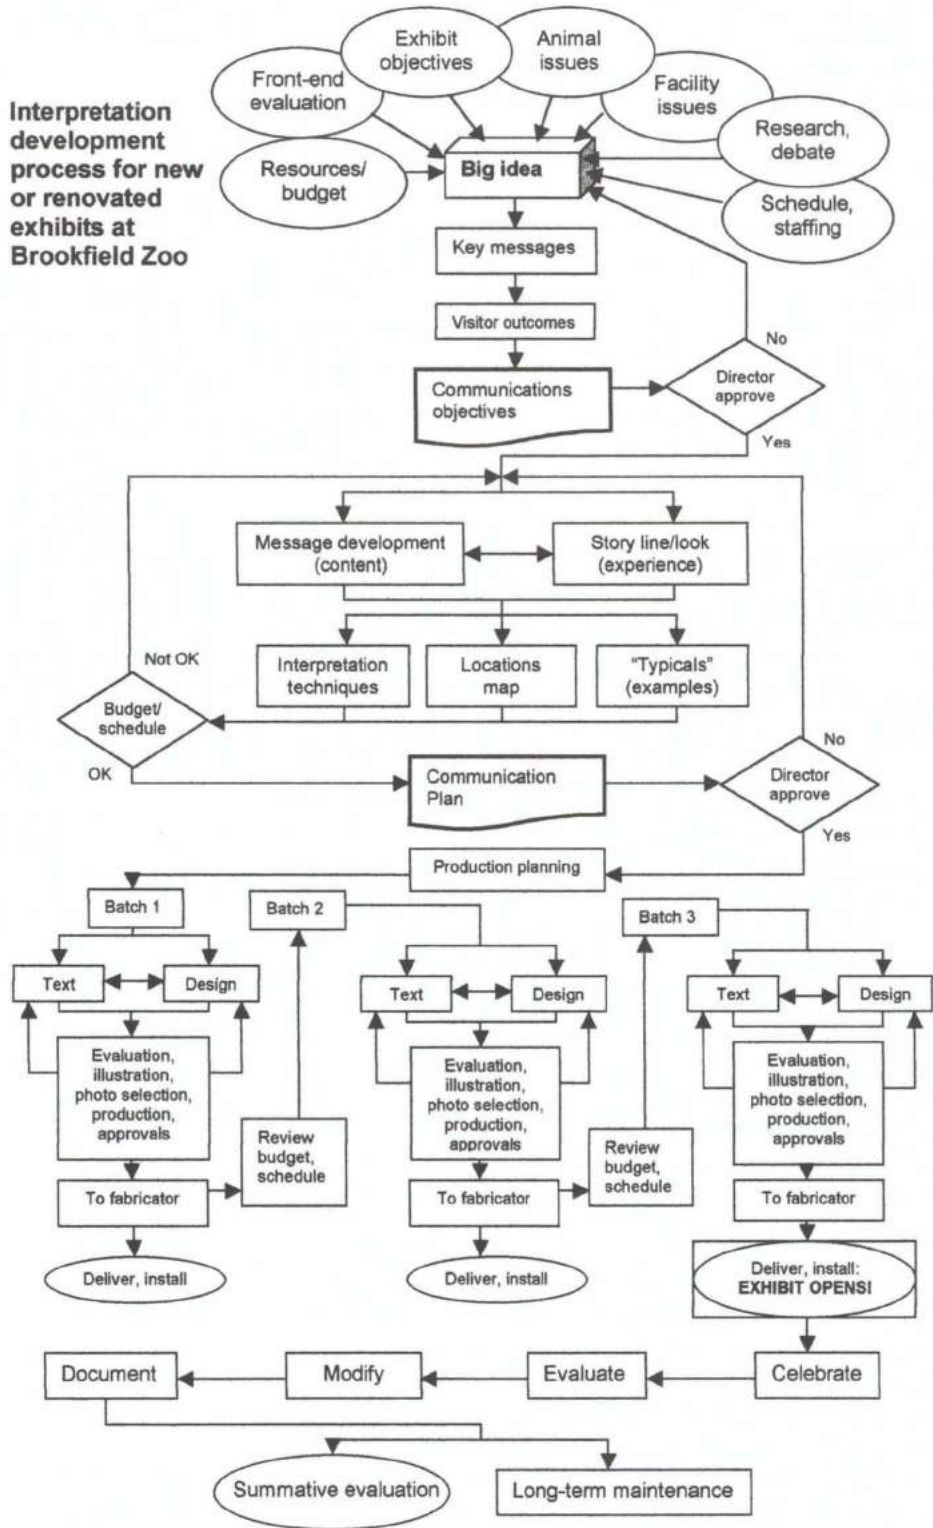 Interpretation
development
process for new
or renovated
exhibits at
Brookfield Zoo
Exhibit
objectives
Animal
issues
Front-end
evaluation
Facility
issues
Research,
debate
Resources/
budget
Big idea
Schedule,
staffing
Key messages
Visitor outcomes
No
Communications
objectives
Director
approve
Yes
Message development
(content)
Story line/look
(experience)
Not OK
Interpretation
techniques
Locations
map
"Typicals"
(examples)
Budget/
schedule
OK
Communication
Plan
No
Director
approve
Yes
Production planning
Batch 1
Text
Design
Evaluation,
illustration,
photo selection,
production,
approvals
To fabricator
Deliver, install
Review
budget,
schedule
Batch 2
Text
Design
Evaluation,
illustration,
photo selection,
production,
approvals
To fabricator
Deliver, install
Review
budget,
schedule
Batch 3
Text
Design
Evaluation,
illustration,
photo selection,
production,
approvals
To fabricator
Deliver, install:
EXHIBIT OPENS!
Document
Modify
Evaluate
Celebrate
Summative evaluation
Long-term maintenance